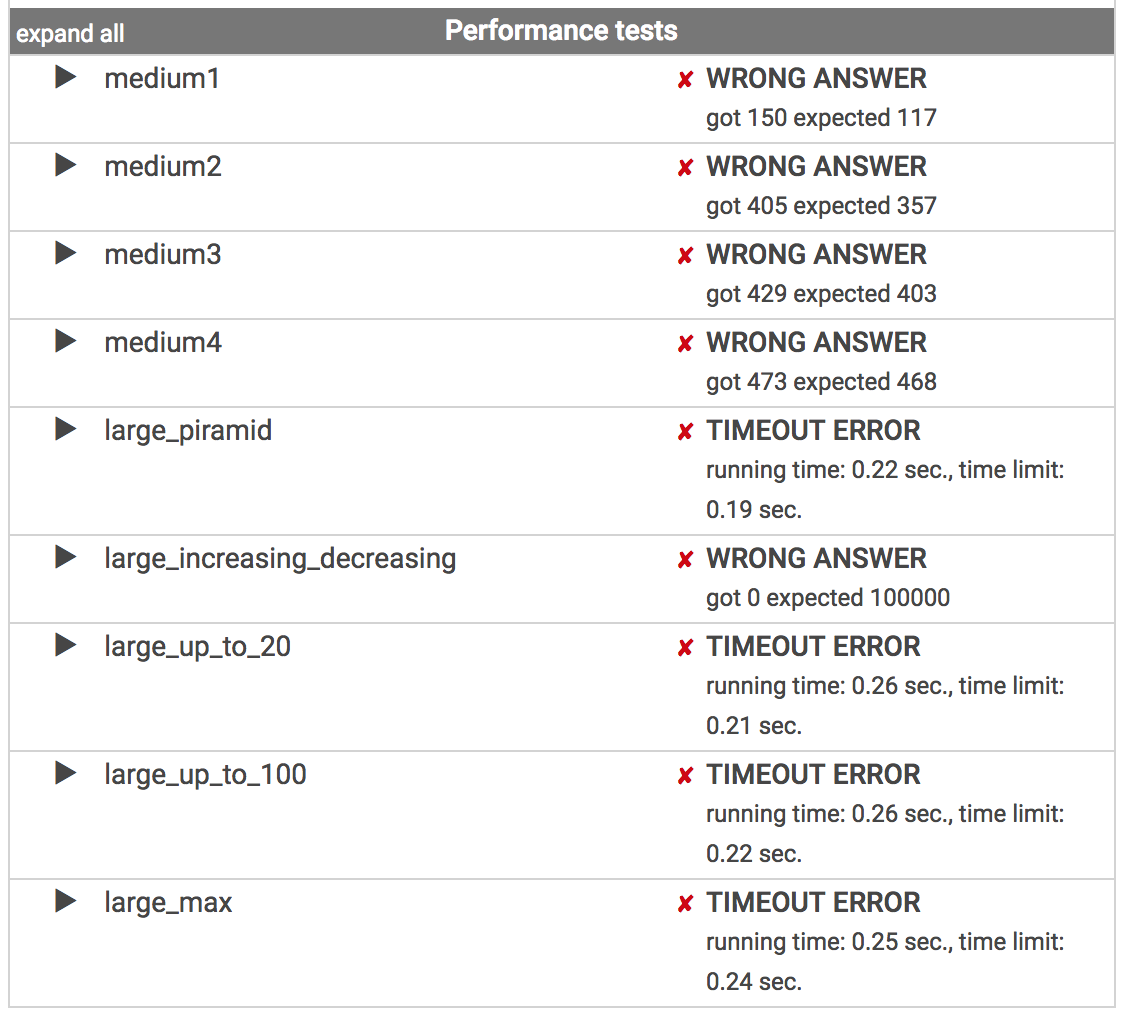 expand all Performance tests
medium1 ✘ WRONG ANSWER
got 150 expected 117
medium2 ✘ WRONG ANSWER
got 405 expected 357
medium3 ✘ WRONG ANSWER
got 429 expected 403
medium4 ✘ WRONG ANSWER
got 473 expected 468
large_piramid ✘ TIMEOUT ERROR
running time: 0.22 sec., time limit:
0.19 sec.
large_increasing_decreasing ✘ WRONG ANSWER
got 0 expected 100000
large_up_to_20 ✘ TIMEOUT ERROR
running time: 0.26 sec., time limit:
0.21 sec.
large_up_to_100 ✘ TIMEOUT ERROR
running time: 0.26 sec., time limit:
0.22 sec.
large_max ✘ TIMEOUT ERROR
running time: 0.25 sec., time limit:
0.24 sec.